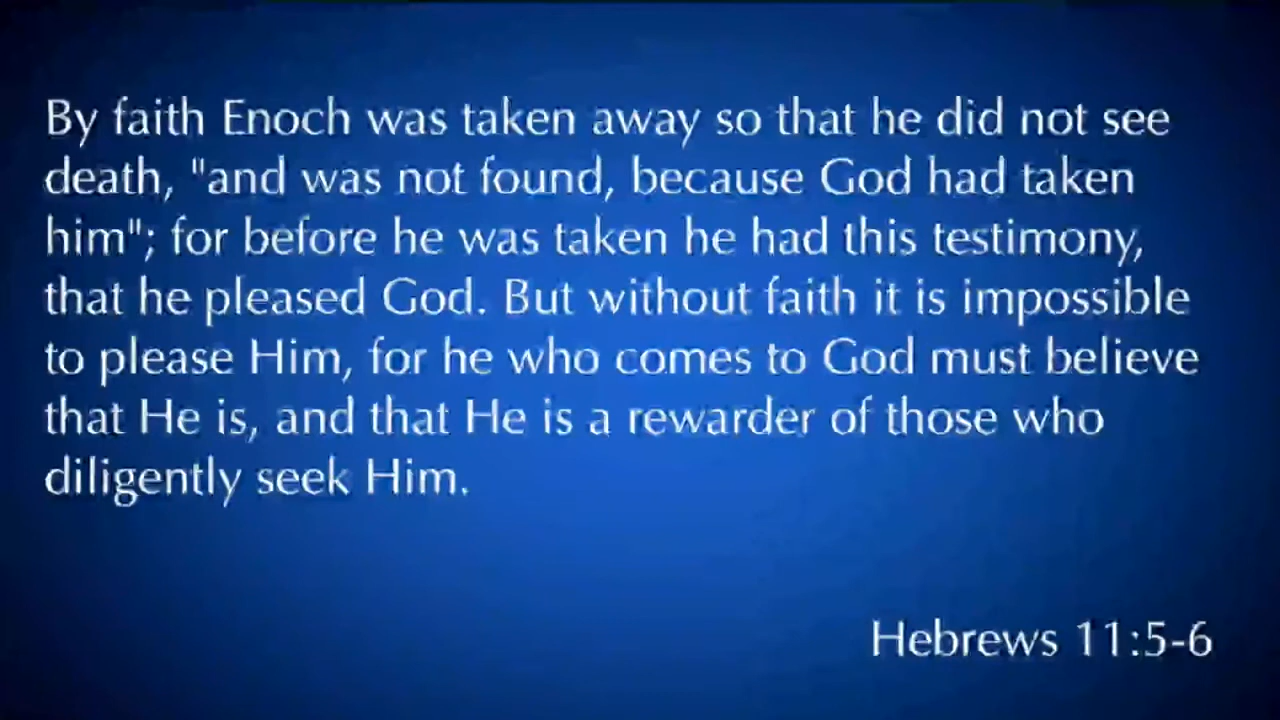 By faith Enoch was taken away so that he did not see
death, "and was not found, because God had taken
him"; for before he was taken he had this testimony,
that he pleased God. But without faith it is impossible
to please Him, for he who comes to God must believe
that He is, and that He is a rewarder of those who
diligently seek Him.
Hebrews 11:5-6